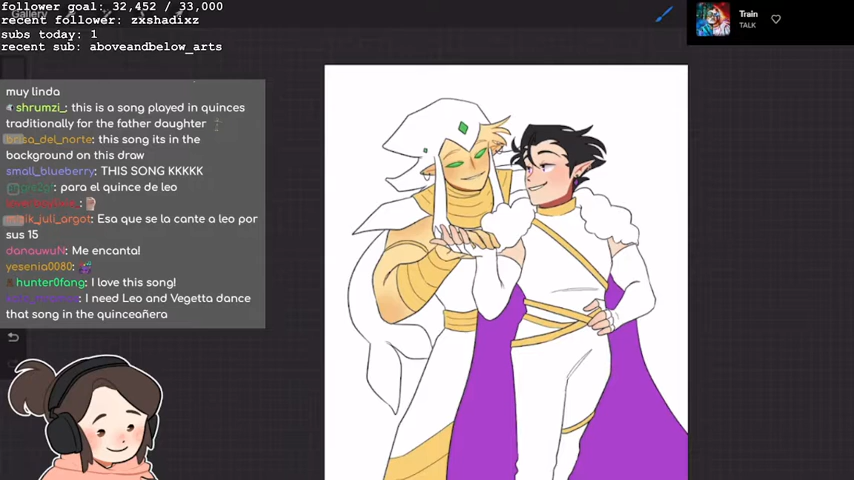 Gallery
follower goal: 32,452 / 33,000
recent follower: zxshadixz
subs today: 1
recent sub: aboveandbelow_arts
Train
TALK
muy linda
shrumzi_: this is a song played in quinces
traditionally for the father daughter
brisa_del_norte: this song its in the
background on this draw
small_blueberry: THIS SONG KKKKK
para el quince de leo
Esa que se la cante a leo por
sus 15
danauwuN: Me encanta!
yesenia0080:
hunter0fang: I love this song!
I need Leo and Vegetta dance
that song in the quinceañera